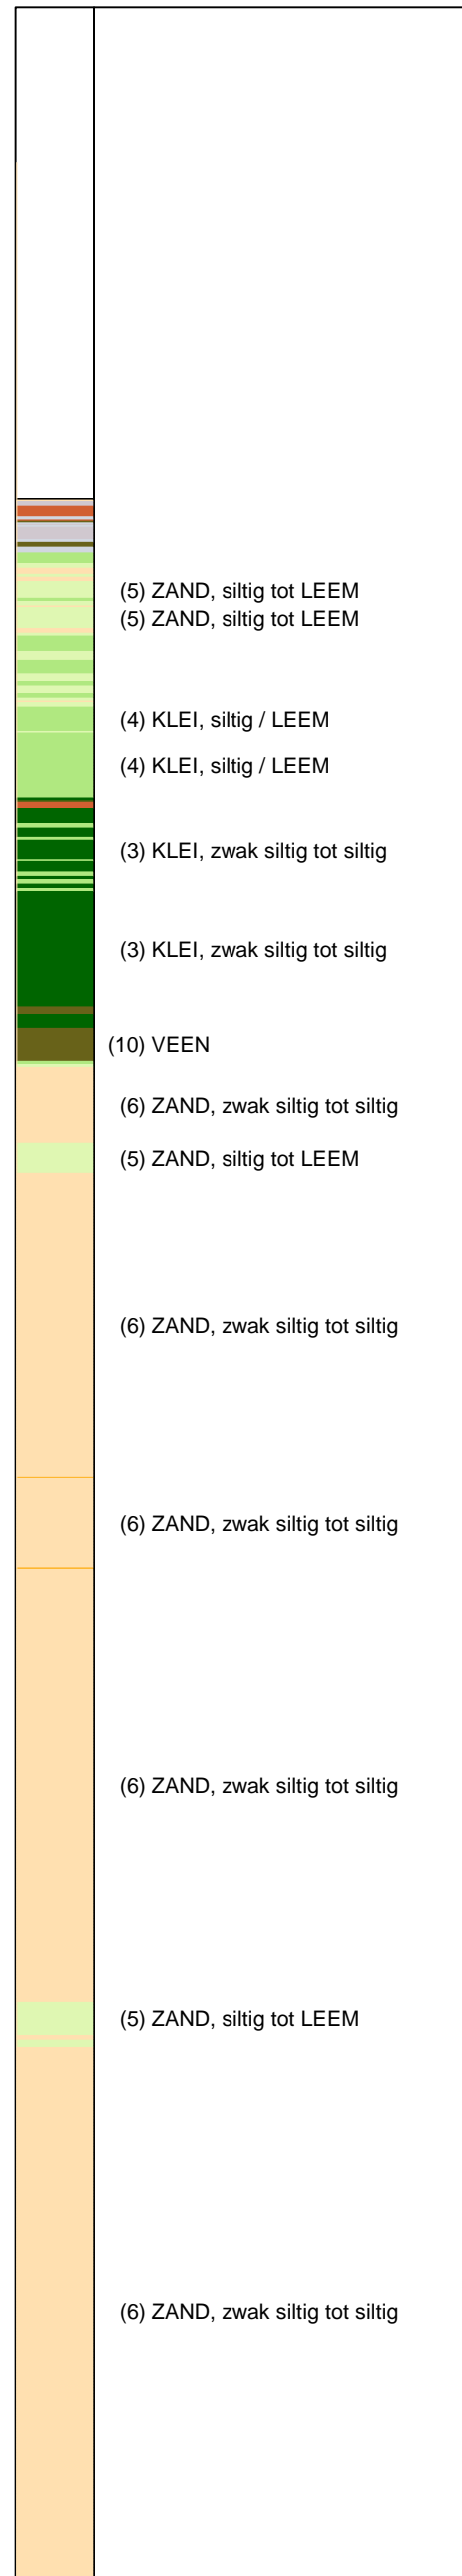 (5) ZAND, siltig tot LEEM
(5) ZAND, siltig tot LEEM
(4) KLEI, siltig / LEEM
(4) KLEI, siltig / LEEM
(3) KLEI, zwak siltig tot siltig
(3) KLEI, zwak siltig tot siltig
(10) VEEN
(6) ZAND, zwak siltig tot siltig
(5) ZAND, siltig tot LEEM
(6) ZAND, zwak siltig tot siltig
(6) ZAND, zwak siltig tot siltig
(6) ZAND, zwak siltig tot siltig
(5) ZAND, siltig tot LEEM
(6) ZAND, zwak siltig tot siltig